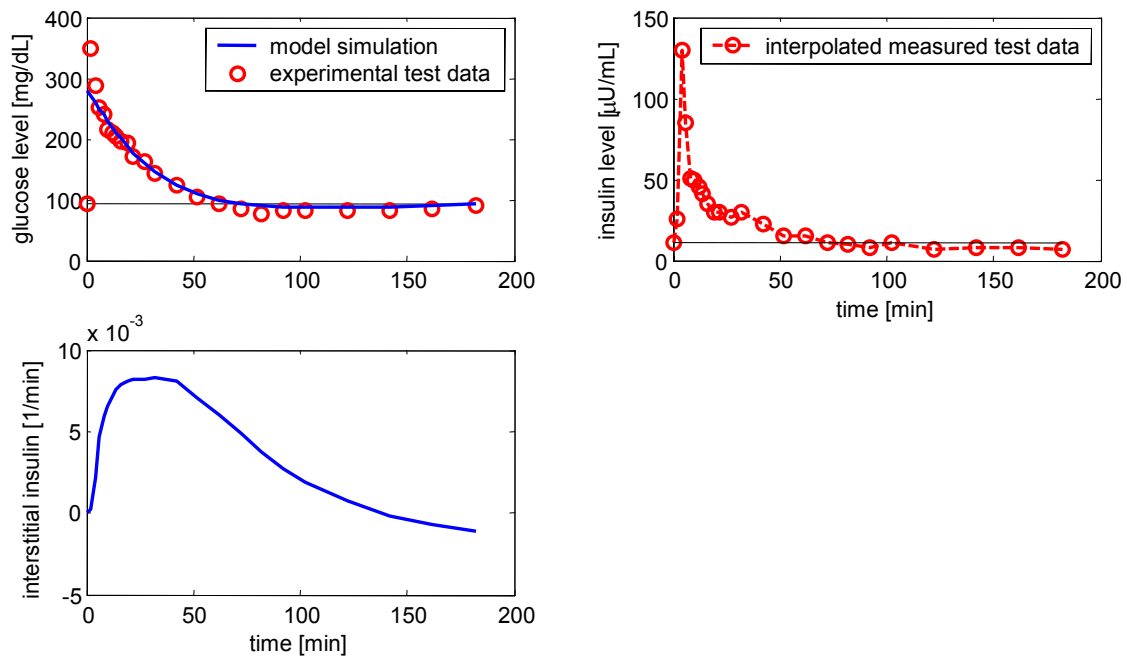 400
300
200
100
0
glucose level [mg/dL]
model simulation
experimental test data
0 50 100 150 200
150
100
50
0
insulin level [μU/mL]
interpolated measured test data
0 50 100 150 200
time [min]
x 10-3
10
5
0
-5
interstitial insulin [1/min]
0 50 100 150 200
time [min]